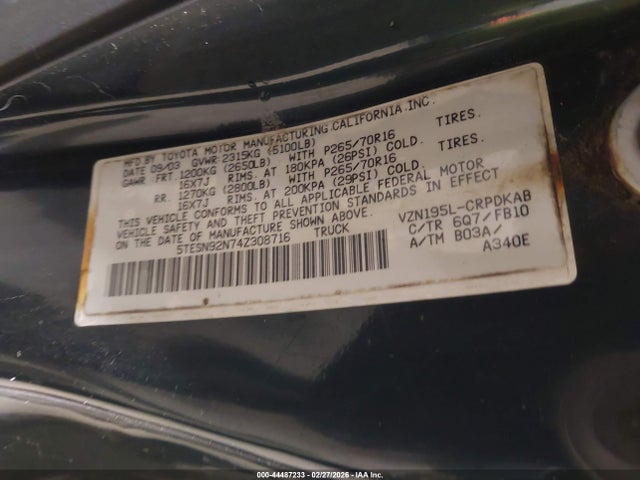 MFD.BY TOYOTA MOTOR MANUFACTURING CALIFORNIA.INC.
DATE 09/03 GVWR 2315KG (5100LB)
GAWR FRT. 1200KG (2650LB) WITH P265/70R16 TIRES.
16X7J RIMS. AT 180KPA (26PSI) COLD.
RR. 1270KG (2800LB) WITH P265/70R16 TIRES.
16X7J RIMS. AT 200KPA (29PSI) COLD.
THIS VEHICLE CONFORMS TO ALL APPLICABLE FEDERAL MOTOR
VEHICLE SAFETY AND THEFT PREVENTION STANDARDS IN EFFECT
ON THE DATE OF MANUFACTURE SHOWN ABOVE.
5TESN92N74Z308716 TRUCK
VZN195L-CRPDKAB
C/TR 6Q7/FB10
A/TM B03A/
A340E
000-44487233 - 02/27/2026 - IAA Inc.